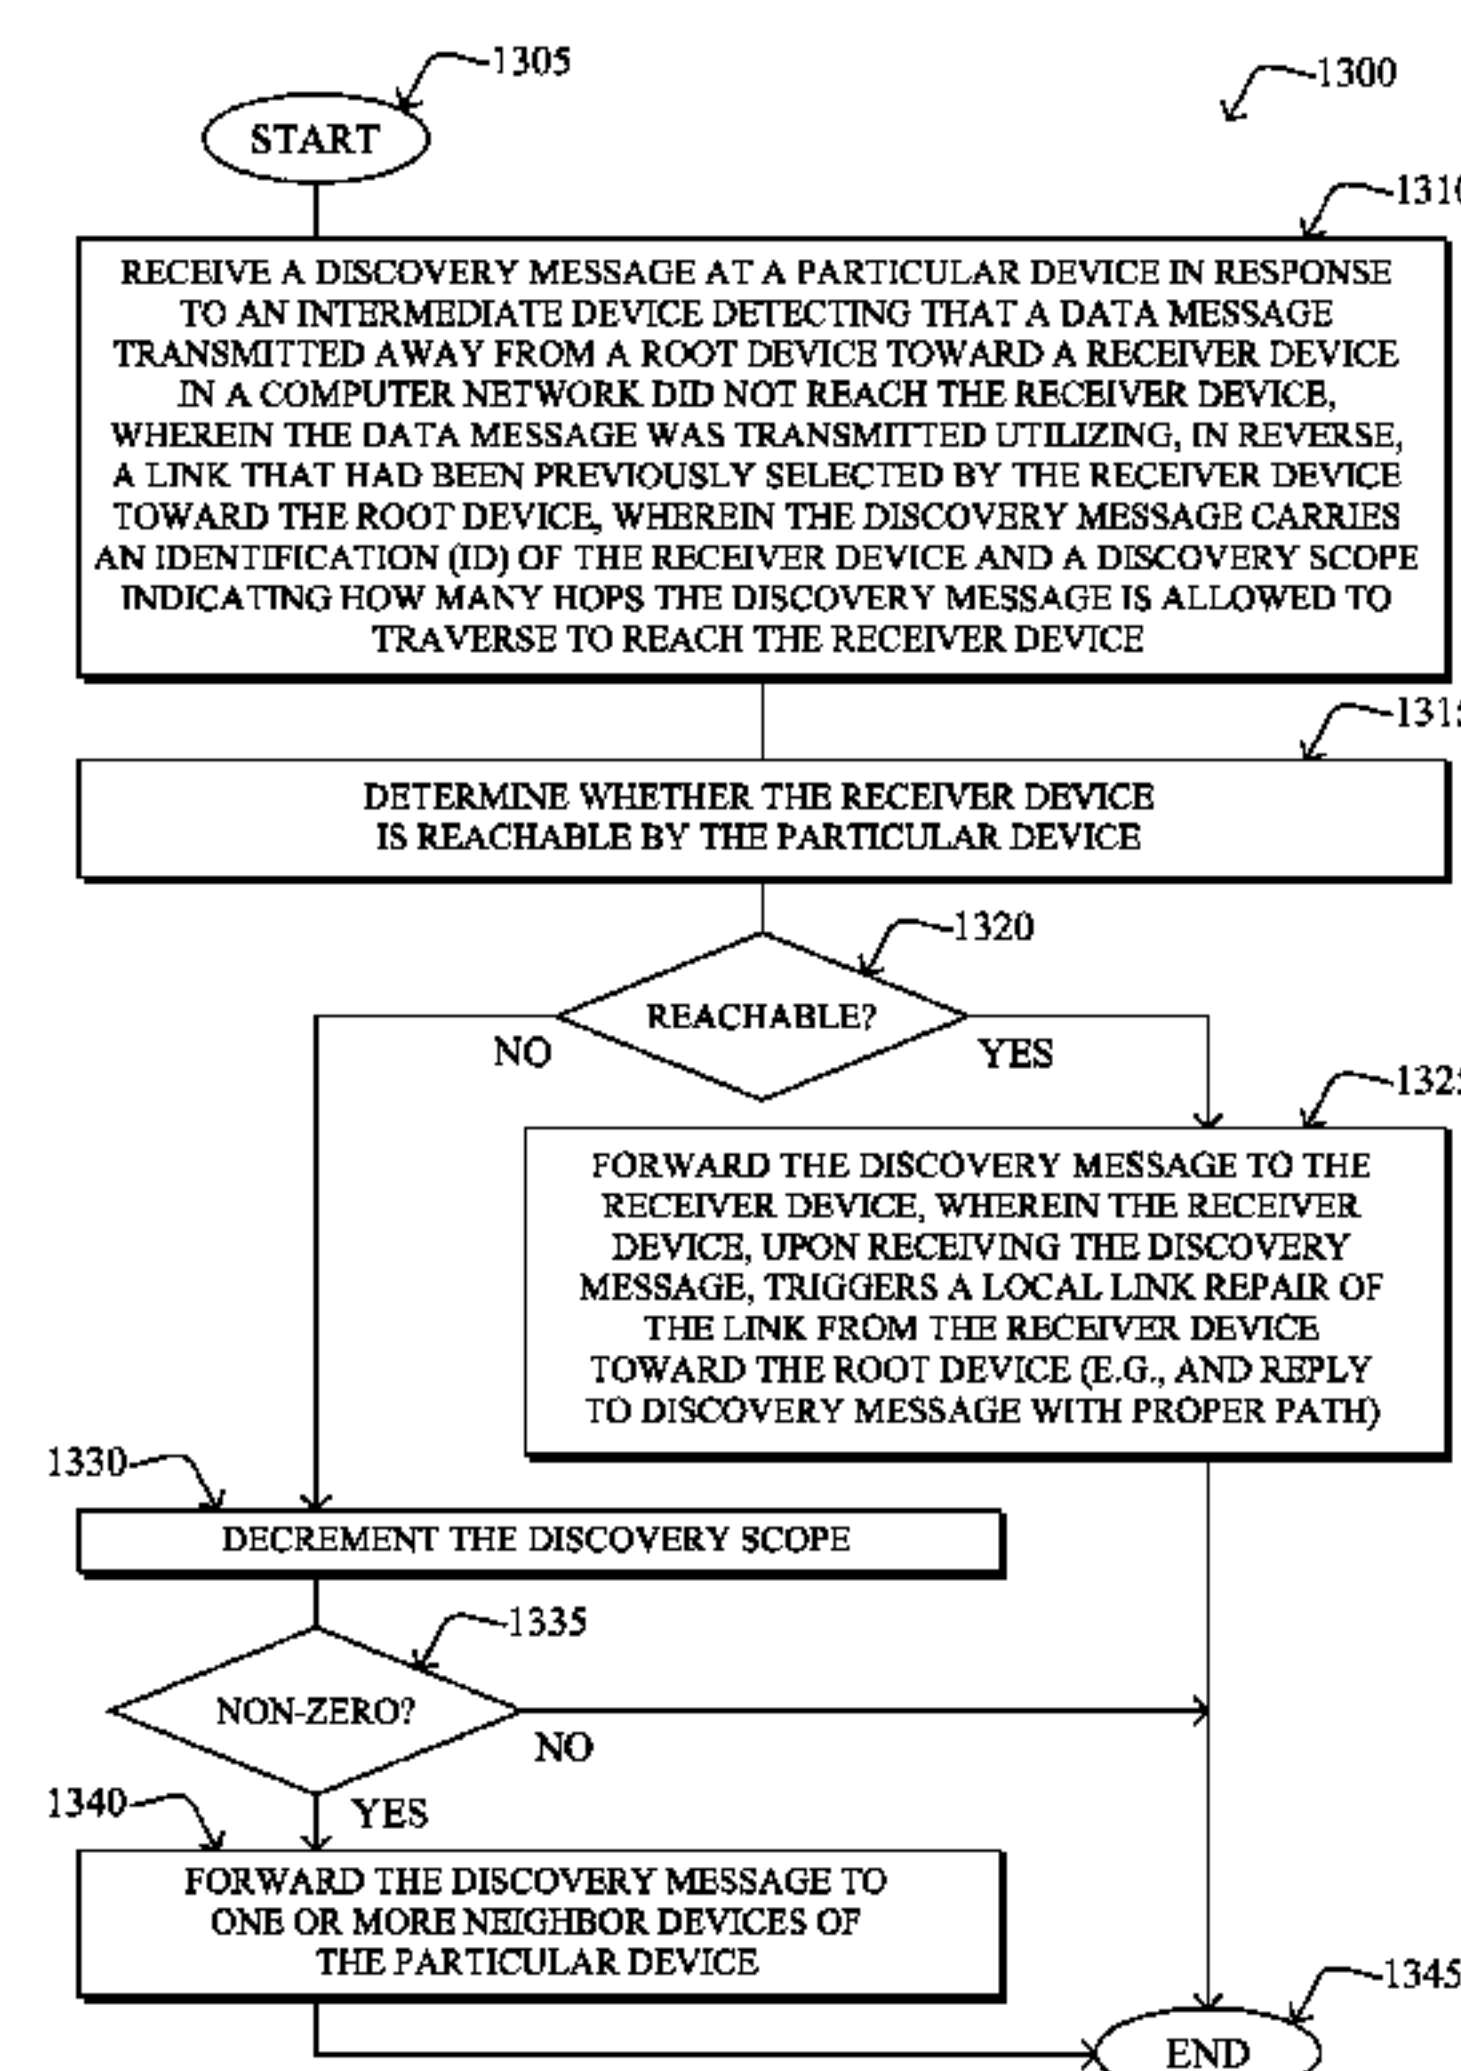 1305
1300
START
1310
RECEIVE A DISCOVERY MESSAGE AT A PARTICULAR DEVICE IN RESPONSE
TO AN INTERMEDIATE DEVICE DETECTING THAT A DATA MESSAGE
TRANSMITTED AWAY FROM A ROOT DEVICE TOWARD A RECEIVER DEVICE
IN A COMPUTER NETWORK DID NOT REACH THE RECEIVER DEVICE,
WHEREIN THE DATA MESSAGE WAS TRANSMITTED UTILIZING, IN REVERSE,
A LINK THAT HAD BEEN PREVIOUSLY SELECTED BY THE RECEIVER DEVICE
TOWARD THE ROOT DEVICE, WHEREIN THE DISCOVERY MESSAGE CARRIES
AN IDENTIFICATION (ID) OF THE RECEIVER DEVICE AND A DISCOVERY SCOPE
INDICATING HOW MANY HOPS THE DISCOVERY MESSAGE IS ALLOWED TO
TRAVERSE TO REACH THE RECEIVER DEVICE
1315
DETERMINE WHETHER THE RECEIVER DEVICE
IS REACHABLE BY THE PARTICULAR DEVICE
1320
REACHABLE?
NO
YES
1325
FORWARD THE DISCOVERY MESSAGE TO THE
RECEIVER DEVICE, WHEREIN THE RECEIVER
DEVICE, UPON RECEIVING THE DISCOVERY
MESSAGE, TRIGGERS A LOCAL LINK REPAIR OF
THE LINK FROM THE RECEIVER DEVICE
TOWARD THE ROOT DEVICE (E.G., AND REPLY
TO DISCOVERY MESSAGE WITH PROPER PATH)
1330
DECREMENT THE DISCOVERY SCOPE
1335
NON-ZERO?
NO
1340
YES
FORWARD THE DISCOVERY MESSAGE TO
ONE OR MORE NEIGHBOR DEVICES OF
THE PARTICULAR DEVICE
1345
END